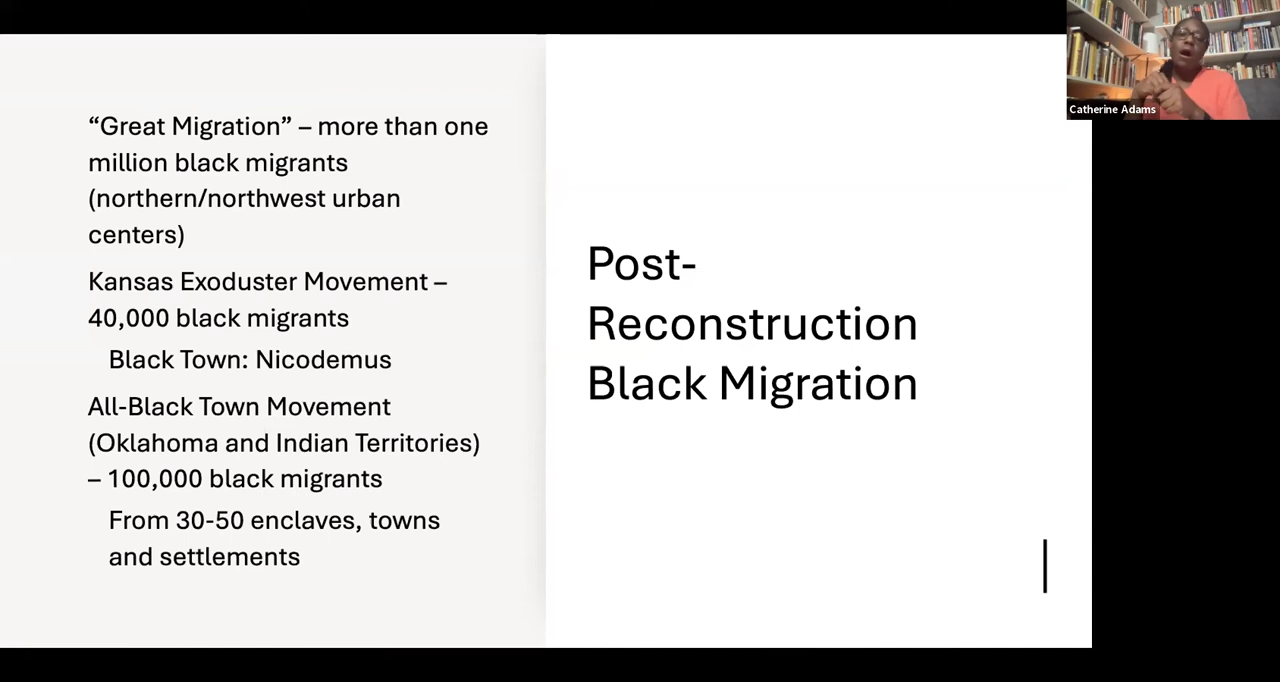 “Great Migration” – more than one
million black migrants
(northern/northwest urban
centers)
Kansas Exoduster Movement –
40,000 black migrants
Black Town: Nicodemus
All-Black Town Movement
(Oklahoma and Indian Territories)
– 100,000 black migrants
From 30-50 enclaves, towns
and settlements
Post-
Reconstruction
Black Migration
Catherine Adams